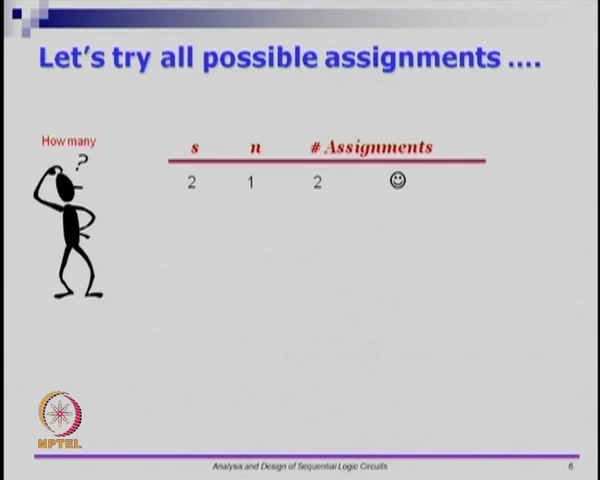 Let's try all possible assignments ....
How many
?
s n # Assignments
2 1 2 ☺
NPTEL
Analysis and Design of Sequential Logic Circuits 6